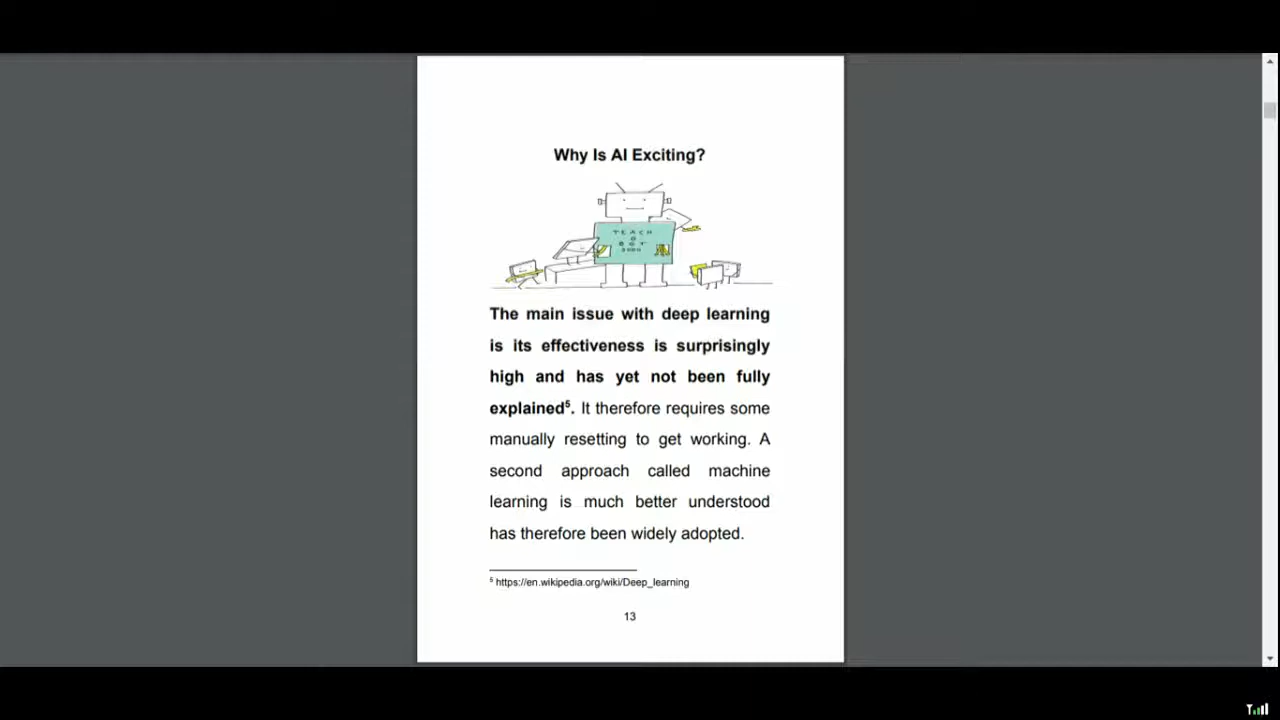 Why Is AI Exciting?
TEACH
A
BOT
The main issue with deep learning
is its effectiveness is surprisingly
high and has yet not been fully
explained⁵. It therefore requires some
manually resetting to get working. A
second approach called machine
learning is much better understood
has therefore been widely adopted.
⁵ https://en.wikipedia.org/wiki/Deep_learning
13